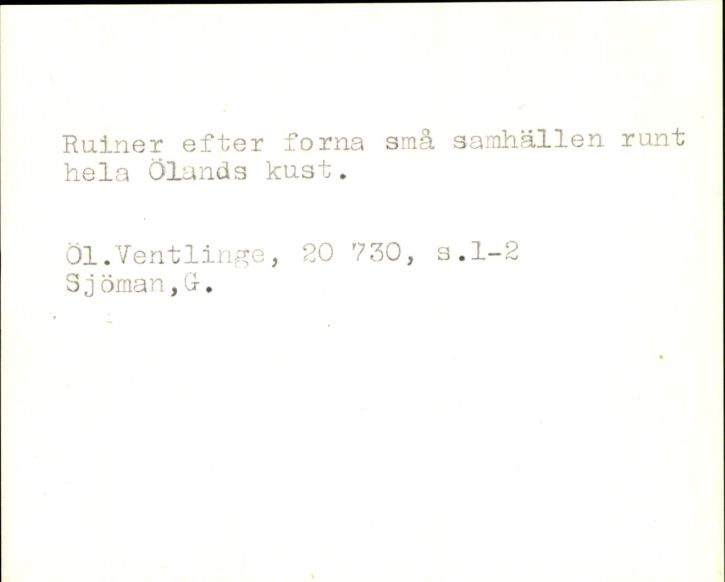 Ruiner efter forna små samhällen runt
hela Ölands kust.
Öl.Ventlinge, 20 730, s.1-2
Sjöman,G.